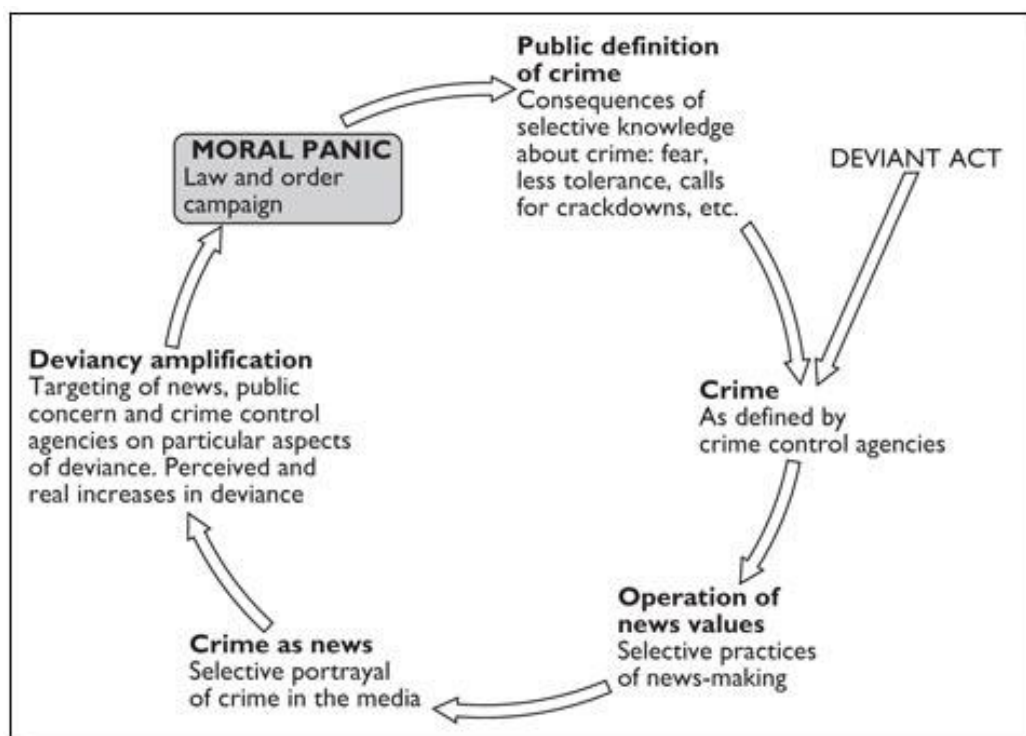 Public definition
of crime
Consequences of
selective knowledge
about crime: fear,
less tolerance, calls
for crackdowns, etc.
DEVIANT ACT
Crime
As defined by
crime control agencies
Operation of
news values
Selective practices
of news-making
Crime as news
Selective portrayal
of crime in the media
Deviancy amplification
Targeting of news, public
concern and crime control
agencies on particular aspects
of deviance. Perceived and
real increases in deviance
MORAL PANIC
Law and order
campaign